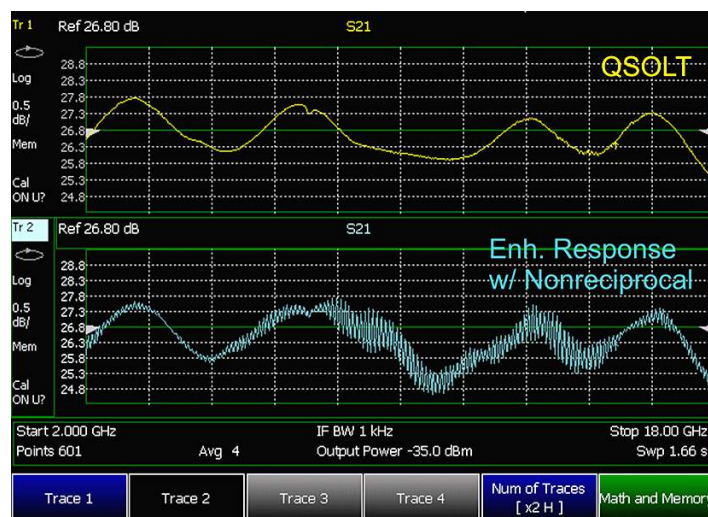 Tr 1 Ref 26.80 dB S21
QSOLT
Log
0.5
dB/
Mem
Cal
ON U?
28.8
28.3
27.8
27.3
26.8
26.3
25.8
25.3
24.8
Tr 2 Ref 26.80 dB S21
Enh. Response
w/ Nonreciprocal
Log
0.5
dB/
Mem
Cal
ON U?
28.8
28.3
27.8
27.3
26.8
26.3
25.8
25.3
24.8
Start 2.000 GHz IF BW 1 kHz Stop 18.00 GHz
Points 601 Avg 4 Output Power -35.0 dBm Swp 1.66 s
Trace 1 Trace 2 Trace 3 Trace 4 Num of Traces
[ x2 H ]
Math and Memory